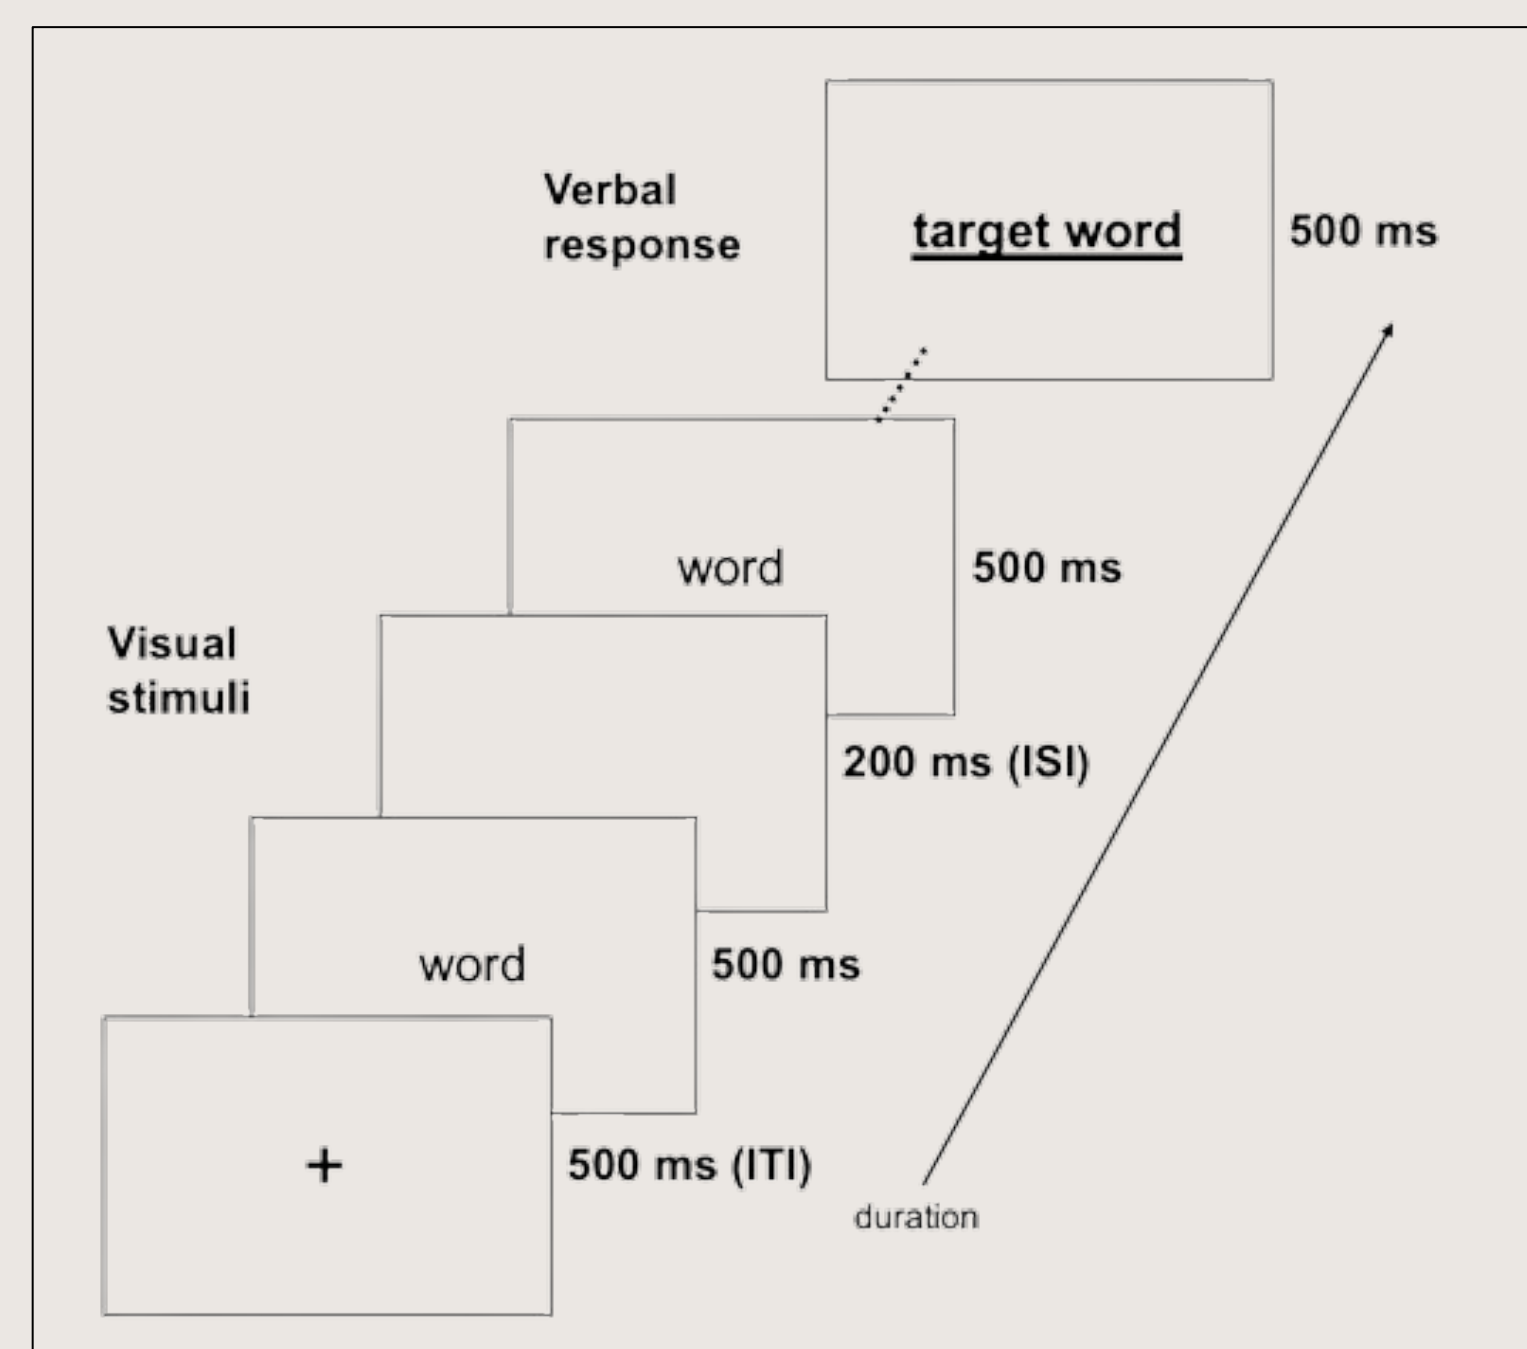 Verbal
response
target word
500 ms
word
500 ms
Visual
stimuli
200 ms (ISI)
word
500 ms
+
500 ms (ITI)
duration